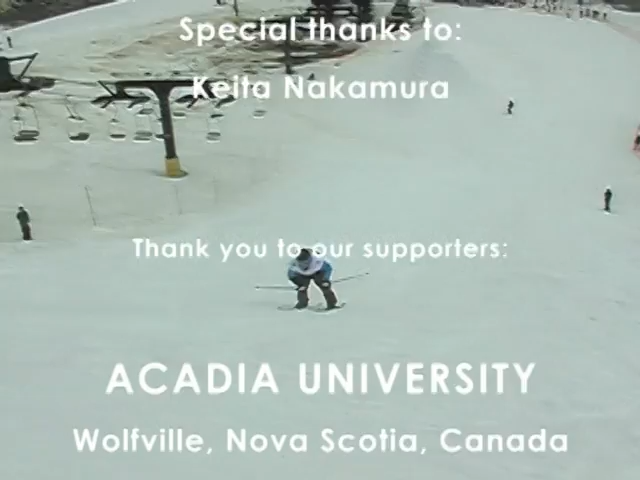 Special thanks to:
Keita Nakamura
Thank you to our supporters:
ACADIA UNIVERSITY
Wolfville, Nova Scotia, Canada